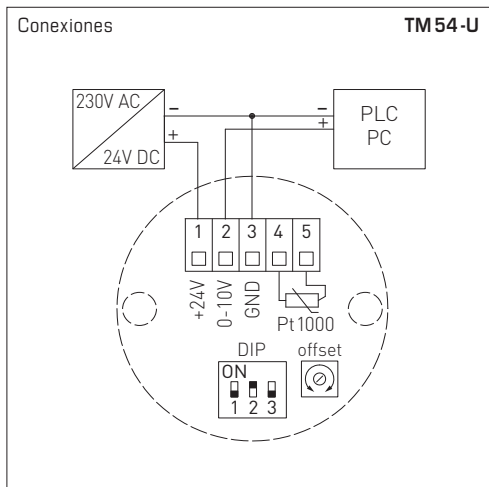 Conexiones
TM54-U
230V AC
24V DC
−
+
−
+
PLC
PC
1 2 3 4 5
+24V
0-10V
GND
Pt1000
DIP
offset
ON
1 2 3